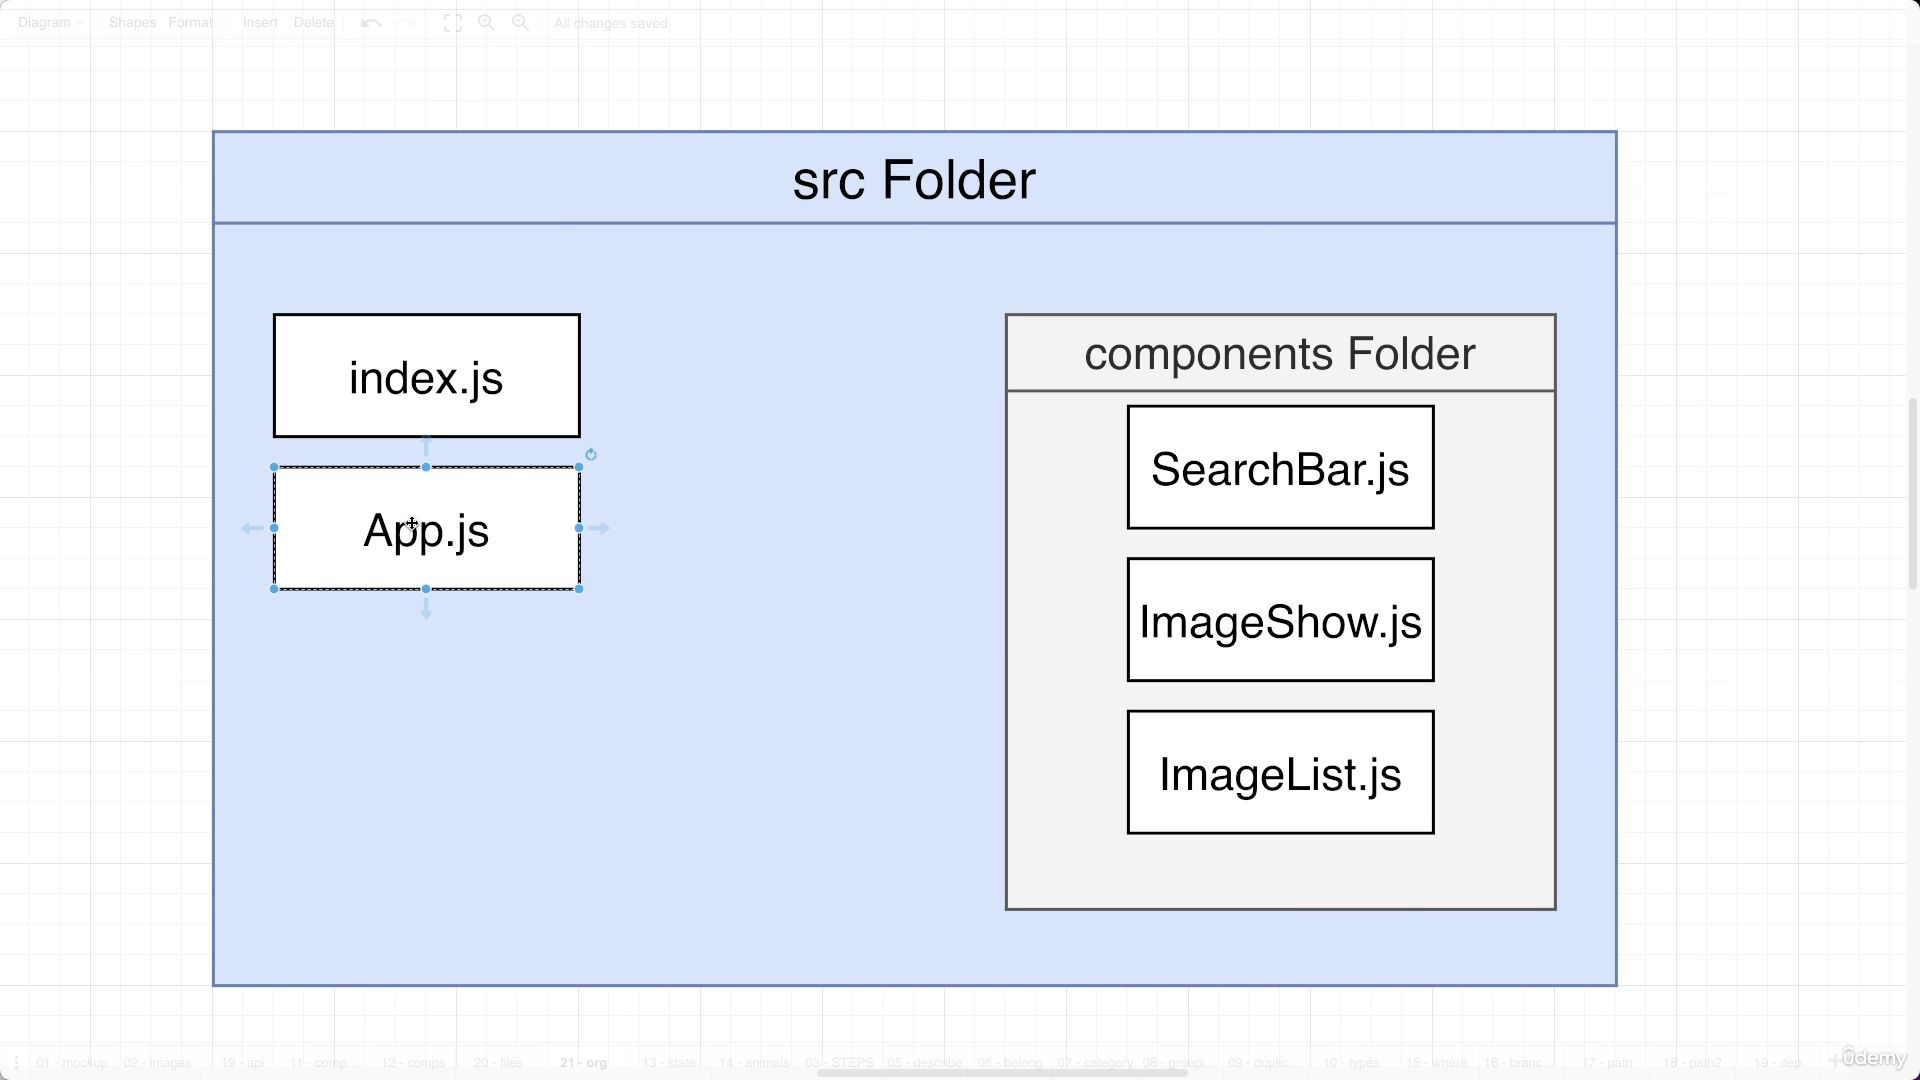 Diagram Shapes Format Insert Delete All changes saved
src Folder
index.js
App.js
components Folder
SearchBar.js
ImageShow.js
ImageList.js
01 - mockup 02 - images 19 - api 11 - comp... 12 - comps 20 - files 21 - org 13 - state 14 - animals 03 - STEPS 05 - describe 06 - belong 07 - category 08 - groupi... 09 - duplic... 10 - types 15 - where 16 - branc... 17 - path 18 - path2 19 - dep
ûdemy